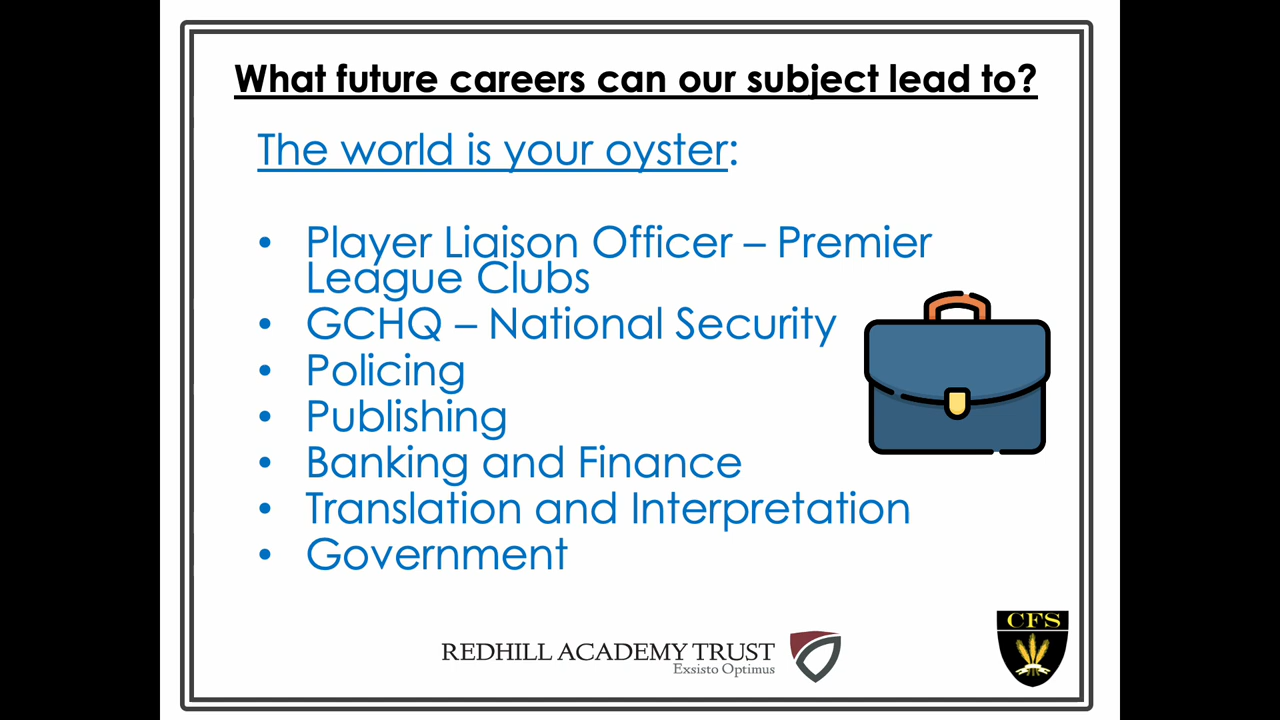 What future careers can our subject lead to?
The world is your oyster:
• Player Liaison Officer – Premier
League Clubs
• GCHQ – National Security
• Policing
• Publishing
• Banking and Finance
• Translation and Interpretation
• Government
REDHILL ACADEMY TRUST
Exsisto Optimus
CFS